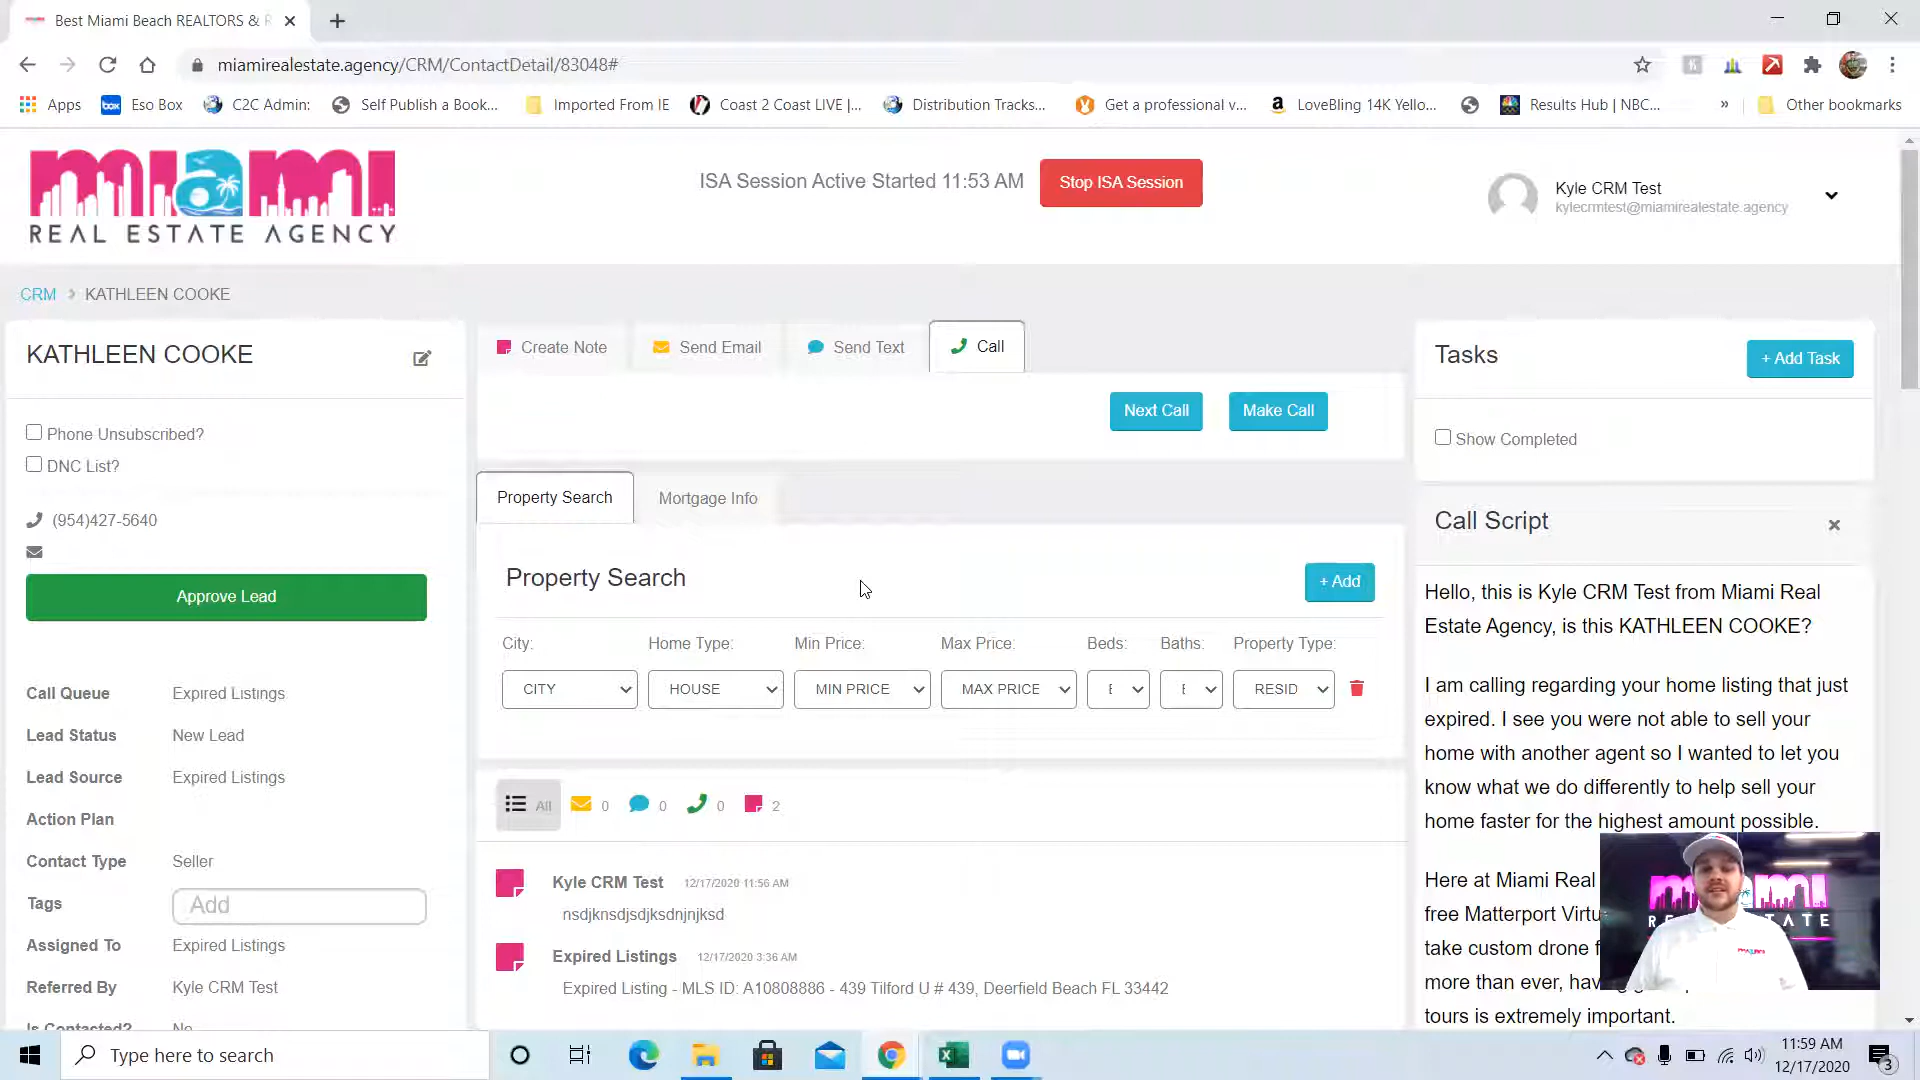 Best Miami Beach REALTORS & R
miamirealestate.agency/CRM/ContactDetail/83048#
Apps
box
Eso Box
C2C Admin:
Self Publish a Book...
Imported From IE
Coast 2 Coast LIVE |...
Distribution Tracks...
Get a professional v...
LoveBling 14K Yello...
Results Hub | NBC...
»
Other bookmarks
miami
REAL ESTATE AGENCY
ISA Session Active Started 11:53 AM
Stop ISA Session
Kyle CRM Test
kylecrmtest@miamirealestate.agency
CRM > KATHLEEN COOKE
KATHLEEN COOKE
Phone Unsubscribed?
DNC List?
(954)427-5640
Approve Lead
Call Queue Expired Listings
Lead Status New Lead
Lead Source Expired Listings
Action Plan
Contact Type Seller
Tags Add
Assigned To Expired Listings
Referred By Kyle CRM Test
Is Contacted? No
Create Note
Send Email
Send Text
Call
Next Call
Make Call
Property Search
Mortgage Info
Property Search
+ Add
City: Home Type: Min Price: Max Price: Beds: Baths: Property Type:
CITY HOUSE MIN PRICE MAX PRICE RESID
All 0 0 0 2
Kyle CRM Test 12/17/2020 11:56 AM
nsdjknsdjsdjksdnjnjksd
Expired Listings 12/17/2020 3:36 AM
Expired Listing - MLS ID: A10808886 - 439 Tilford U # 439, Deerfield Beach FL 33442
Tasks
+ Add Task
Show Completed
Call Script
×
Hello, this is Kyle CRM Test from Miami Real
Estate Agency, is this KATHLEEN COOKE?
I am calling regarding your home listing that just
expired. I see you were not able to sell your
home with another agent so I wanted to let you
know what we do differently to help sell your
home faster for the highest amount possible.
Here at Miami Real
free Matterport Virtu
take custom drone
more than ever,
tours is extremely important.
Type here to search
11:59 AM
12/17/2020
3